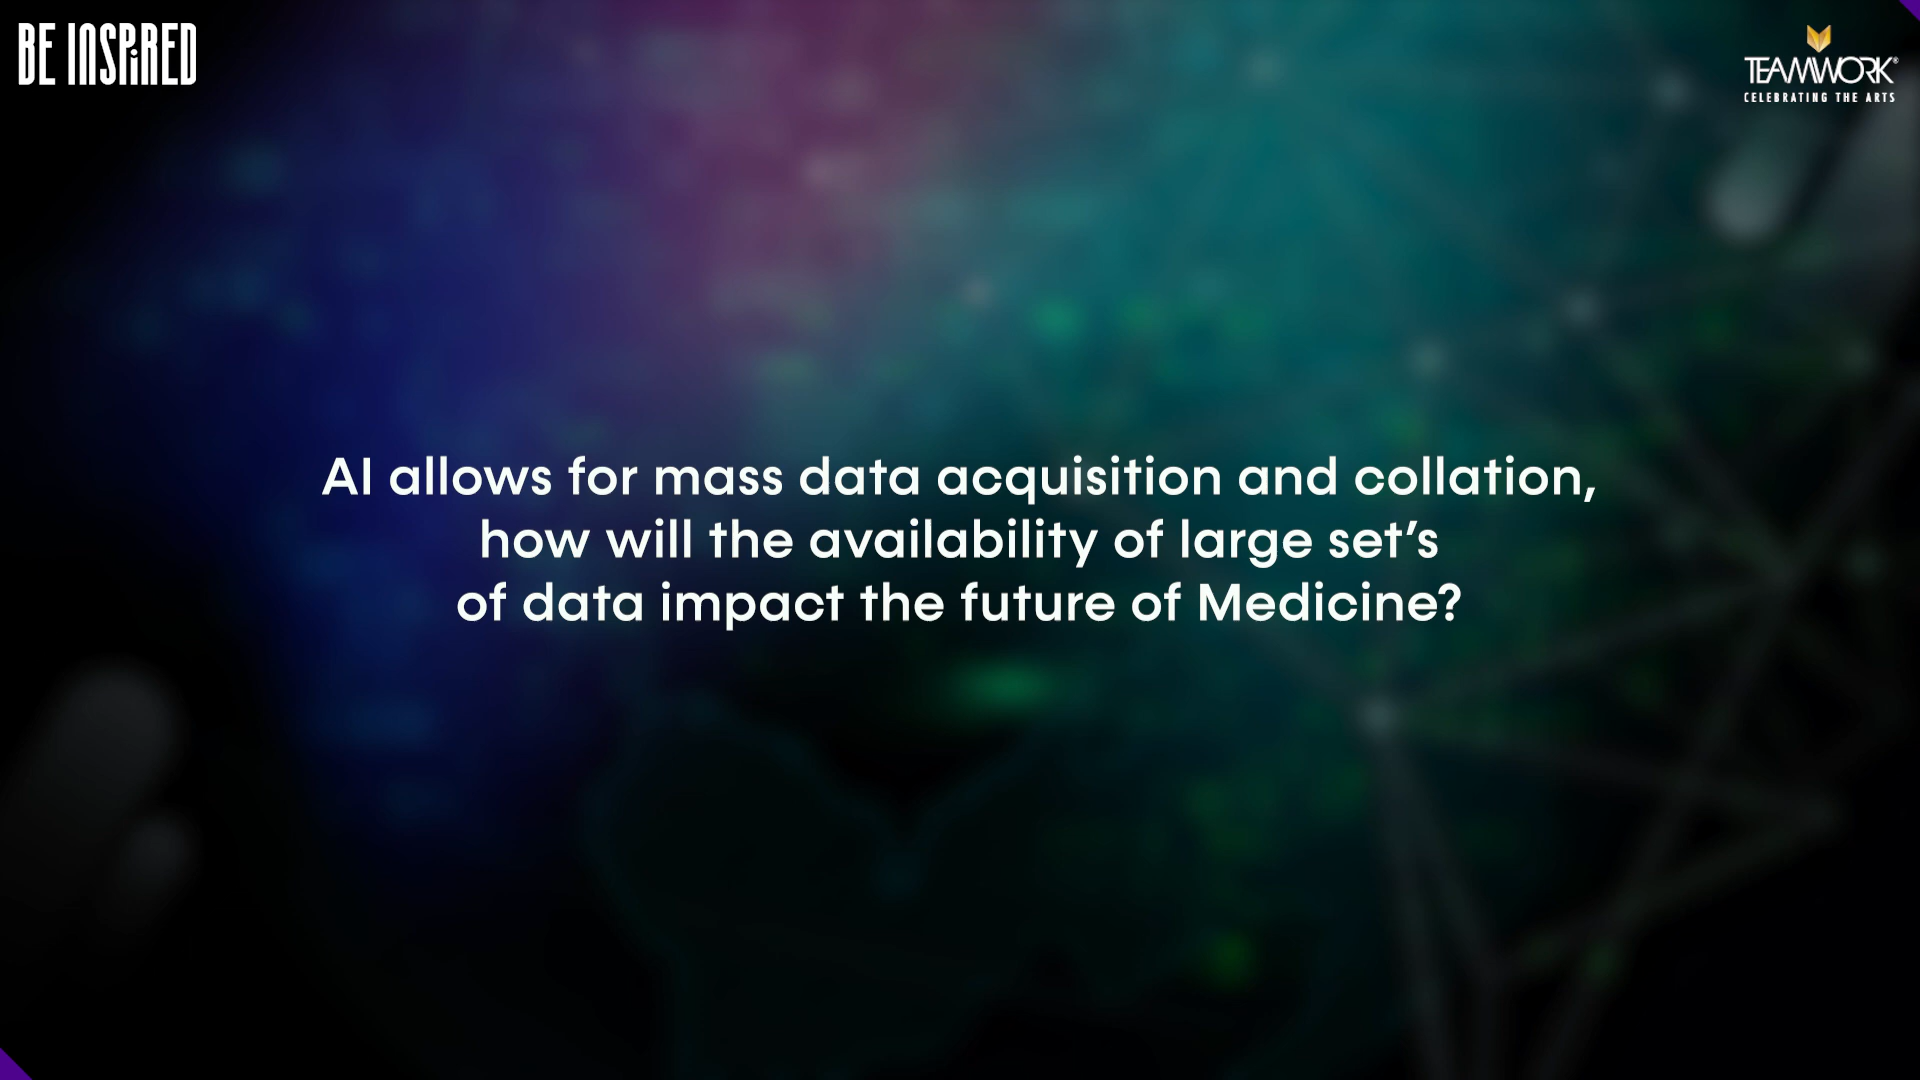 BE INSPiRED
TEAMWORK®
CELEBRATING THE ARTS
AI allows for mass data acquisition and collation,
how will the availability of large set’s
of data impact the future of Medicine?